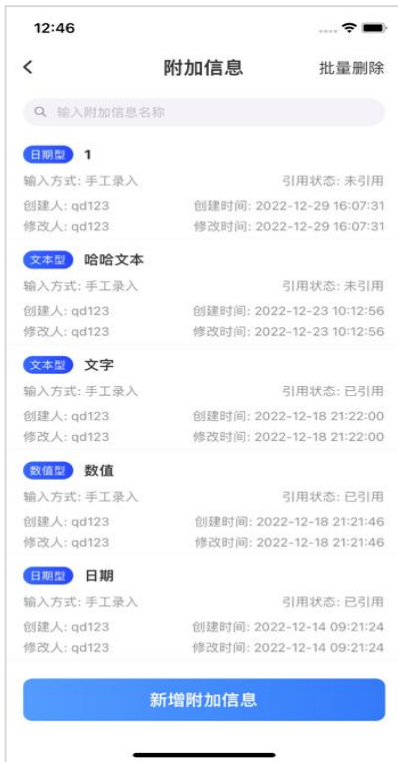 12:46
附加信息 批量删除
输入附加信息名称
日期型 1
输入方式: 手工录入 引用状态: 未引用
创建人: qd123 创建时间: 2022-12-29 16:07:31
修改人: qd123 修改时间: 2022-12-29 16:07:31
文本型 哈哈文本
输入方式: 手工录入 引用状态: 未引用
创建人: qd123 创建时间: 2022-12-23 10:12:56
修改人: qd123 修改时间: 2022-12-23 10:12:56
文本型 文字
输入方式: 手工录入 引用状态: 已引用
创建人: qd123 创建时间: 2022-12-18 21:22:00
修改人: qd123 修改时间: 2022-12-18 21:22:00
数值型 数值
输入方式: 手工录入 引用状态: 已引用
创建人: qd123 创建时间: 2022-12-18 21:21:46
修改人: qd123 修改时间: 2022-12-18 21:21:46
日期型 日期
输入方式: 手工录入 引用状态: 已引用
创建人: qd123 创建时间: 2022-12-14 09:21:24
修改人: qd123 修改时间: 2022-12-14 09:21:24
新增附加信息